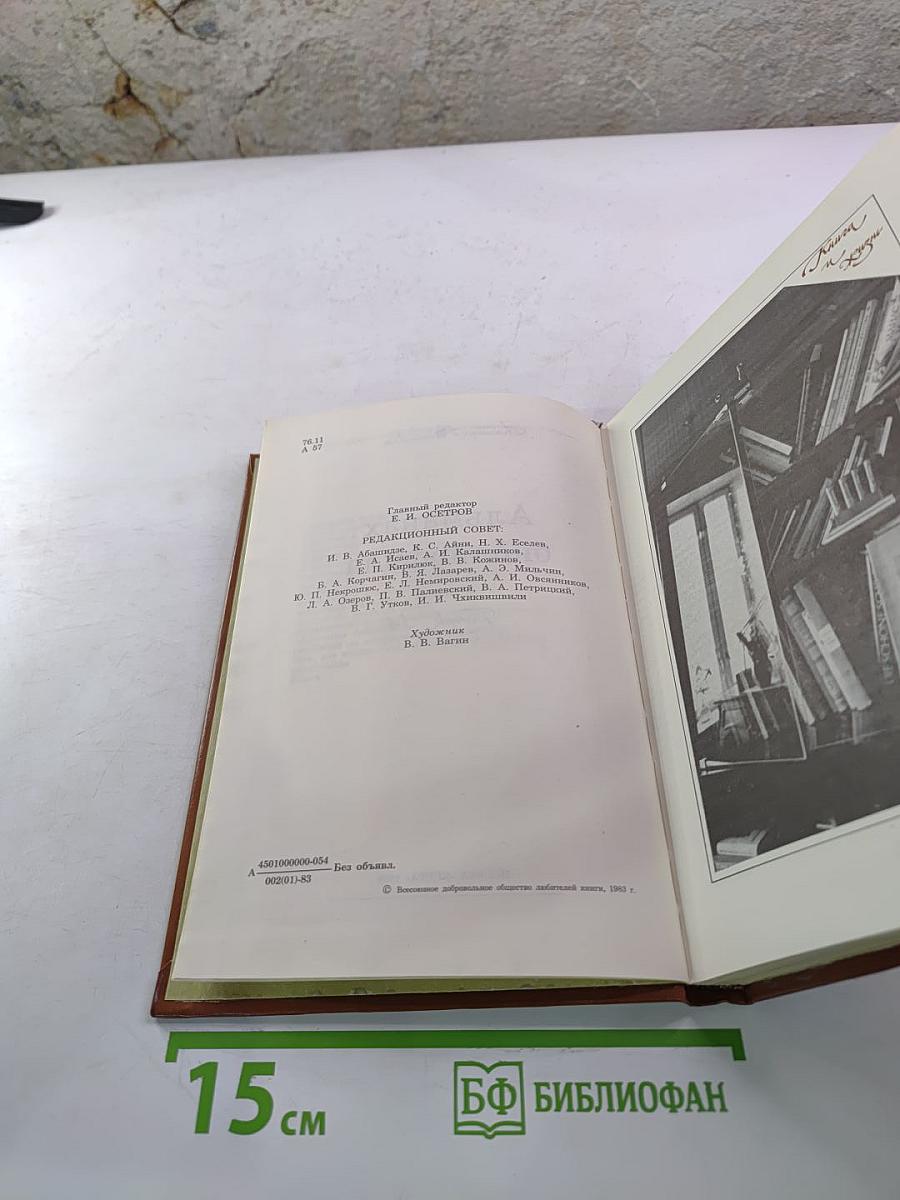 76.11
А 57
Главный редактор
Е. И. ОСЕТРОВ
РЕДАКЦИОННЫЙ СОВЕТ:
И. В. Абашидзе, К. С. Айни, Н. Х. Еселев,
Е. А. Исаев, А. И. Калашников,
Е. П. Кирилюк, В. В. Кожинов,
Б. А. Корчагин, В. Я. Лазарев, А. Э. Мильчин,
Ю. П. Некрошюс, Е. Л. Немировский, А. И. Овсянников,
Л. А. Озеров, П. В. Палиевский, В. А. Петрицкий,
В. Г. Утков, И. И. Чхиквишвили
Художник
В. В. Вагин
А 4501000000-054 Без объявл.
002(01)-83
© Всесоюзное добровольное общество любителей книги, 1983 г.
Книга
и жизнь
15 см
БФ БИБЛИОФАН